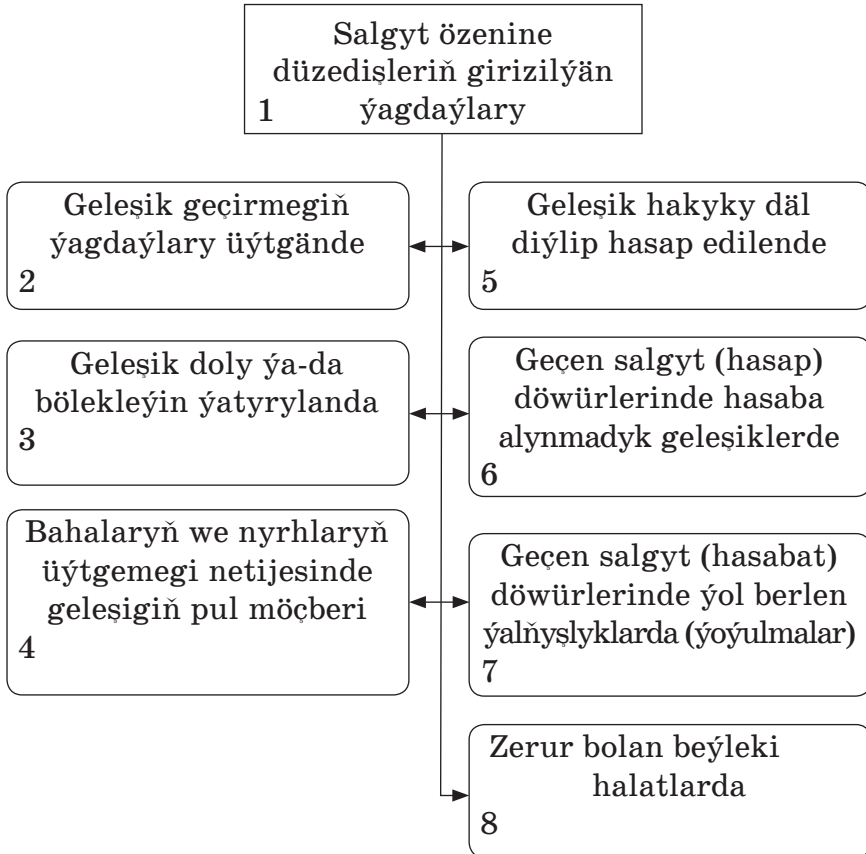 Salgyt özenine
düzedişleriň girizilýän
1 ýagdaýlary
Geleşik geçirmegiň
ýagdaýlary üýtgände
2
Geleşik hakyky däl
diýlip hasap edilende
5
Geleşik doly ýa-da
bölekleýin ýatyrylanda
3
Geçen salgyt (hasap)
döwürlerinde hasaba
alynmadyk geleşiklerde
6
Bahalaryň we nyrhlaryň
üýtgemegi netijesinde
geleşigiň pul möçberi
4
Geçen salgyt (hasabat)
döwürlerinde ýol berlen
ýalňyşlyklarda (ýoýulmalar)
7
Zerur bolan beýleki
halatlarda
8